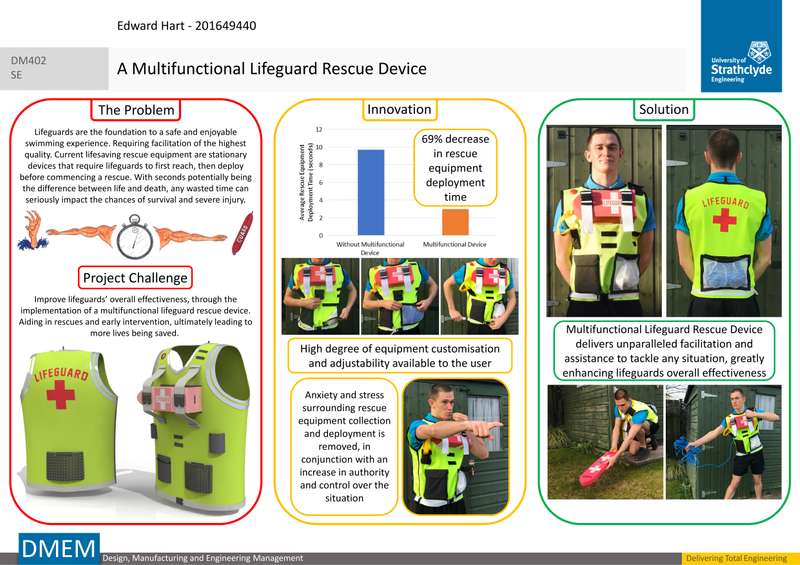 Edward Hart - 201649440
DM402
SE
A Multifunctional Lifeguard Rescue Device
University of
Strathclyde
Engineering
The Problem
Lifeguards are the foundation to a safe and enjoyable
swimming experience. Requiring facilitation of the highest
quality. Current lifesaving rescue equipment are stationary
devices that require lifeguards to first reach, then deploy
before commencing a rescue. With seconds potentially being
the difference between life and death, any wasted time can
seriously impact the chances of survival and severe injury.
GUARD
Project Challenge
Improve lifeguards' overall effectiveness, through the
implementation of a multifunctional lifeguard rescue device.
Aiding in rescues and early intervention, ultimately leading to
more lives being saved.
LIFEGUARD
Innovation
Average Rescue Equipment
Deployment Time (seconds)
12
10
8
6
4
2
0
Without Multifunctional
Device
Multifunctional Device
69% decrease
in rescue
equipment
deployment
time
High degree of equipment customisation
and adjustability available to the user
Anxiety and stress
surrounding rescue
equipment collection
and deployment is
removed, in
conjunction with an
increase in authority
and control over the
situation
Solution
LIFEGUARD
Multifunctional Lifeguard Rescue Device
delivers unparalleled facilitation and
assistance to tackle any situation, greatly
enhancing lifeguards overall effectiveness
DMEM
Design, Manufacturing and Engineering Management
Delivering Total Engineering